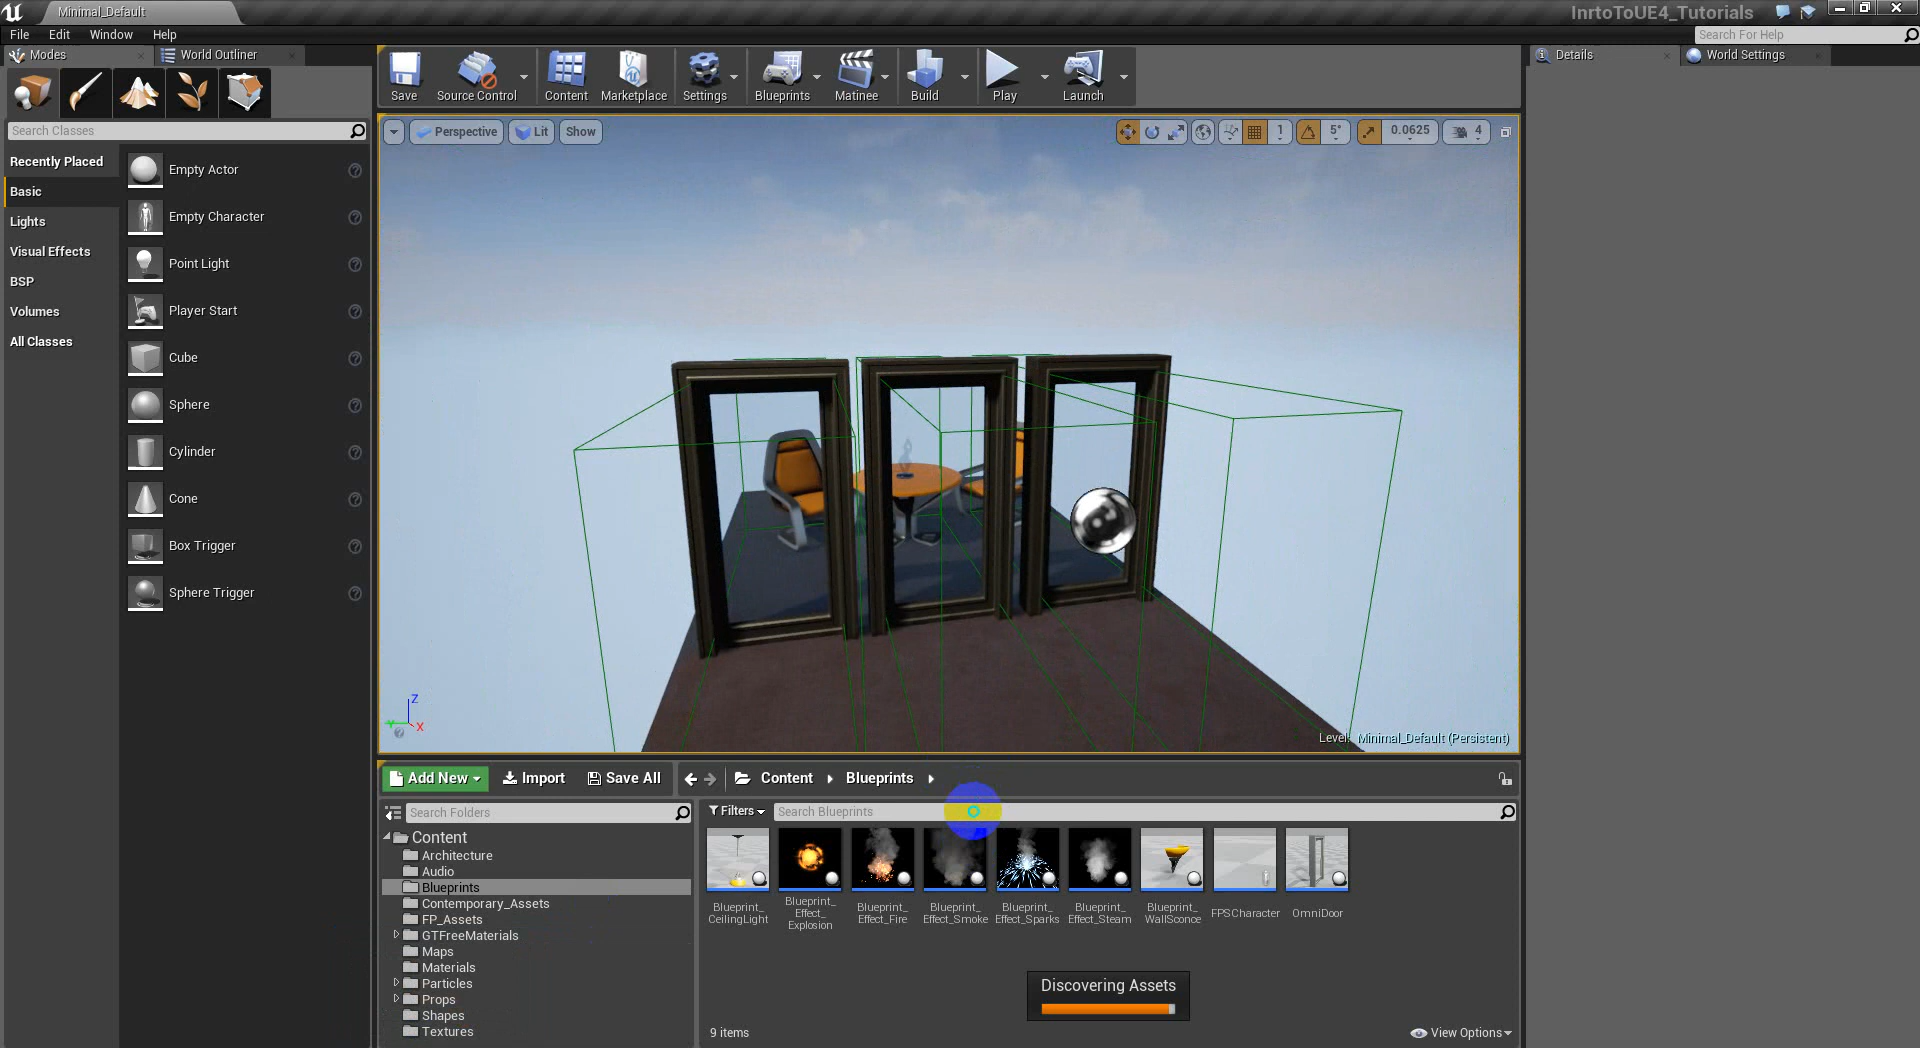 Minimal_Default
InrtoToUE4_Tutorials
File Edit Window Help
Search For Help
Modes
World Outliner
Details
World Settings
Save
Source Control
Content
Marketplace
Settings
Blueprints
Matinee
Build
Play
Launch
Search Classes
Perspective
Lit
Show
1
5°
0.0625
4
Recently Placed
Basic
Lights
Visual Effects
BSP
Volumes
All Classes
Empty Actor
Empty Character
Point Light
Player Start
Cube
Sphere
Cylinder
Cone
Box Trigger
Sphere Trigger
Z
Y
X
Level: Minimal_Default (Persistent)
Add New
Import
Save All
Content
Blueprints
Search Folders
Filters
Search Blueprints
Content
Architecture
Audio
Blueprints
Contemporary_Assets
FP_Assets
GTFreeMaterials
Maps
Materials
Particles
Props
Shapes
Textures
Blueprint_
CeilingLight
Blueprint_
Effect_
Explosion
Blueprint_
Effect_Fire
Blueprint_
Effect_Smoke
Blueprint_
Effect_Sparks
Blueprint_
Effect_Steam
Blueprint_
WallSconce
FPSCharacter
OmniDoor
Discovering Assets
9 items
View Options